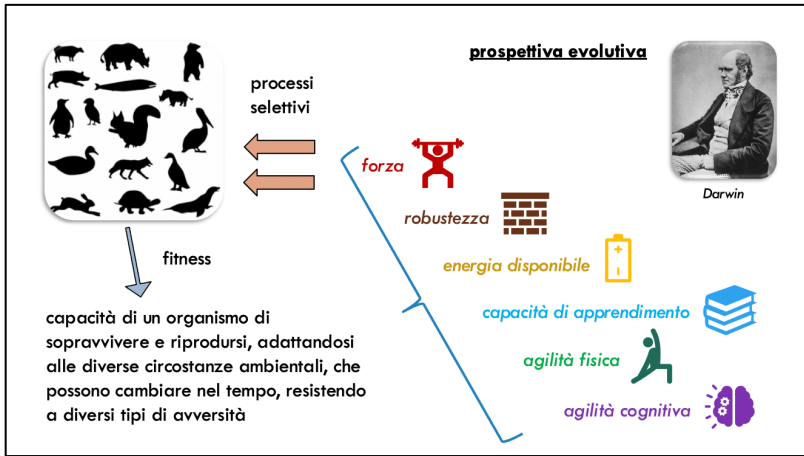 prospettiva evolutiva
Darwin
processi
selettivi
forza
robustezza
energia disponibile
capacità di apprendimento
agilità fisica
agilità cognitiva
fitness
capacità di un organismo di
sopravvivere e riprodursi, adattandosi
alle diverse circostanze ambientali, che
possono cambiare nel tempo, resistendo
a diversi tipi di avversità